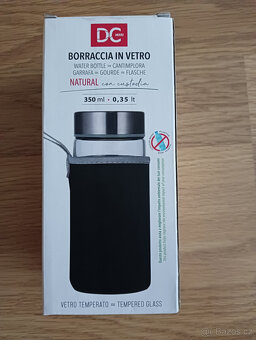 DC
BORRACCIA IN VETRO
WATER BOTTLE – CANTIMPLORA
GARRAFA – GOURDE – FLASCHE
NATURAL con custodia
350 ml - 0,35 lt
VETRO TEMPERATO – TEMPERED GLASS